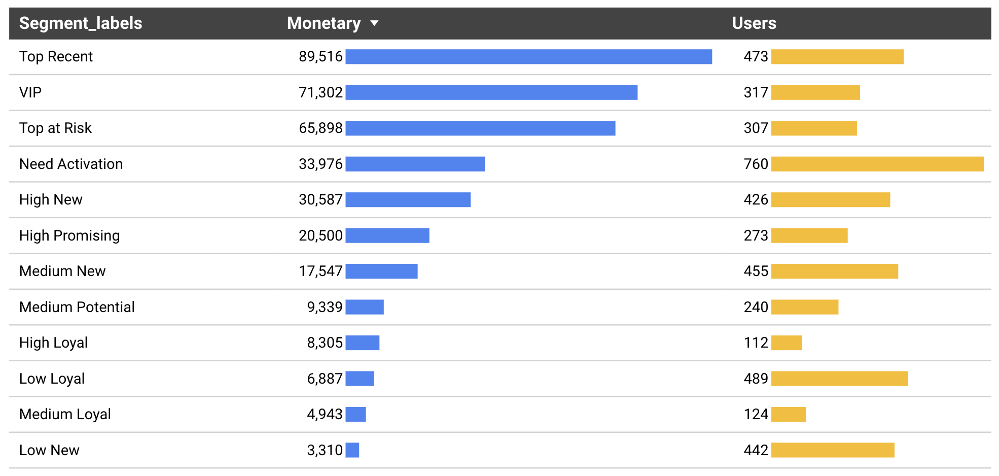 Segment_labels Monetary ▼ Users
Top Recent 89,516 473
VIP 71,302 317
Top at Risk 65,898 307
Need Activation 33,976 760
High New 30,587 426
High Promising 20,500 273
Medium New 17,547 455
Medium Potential 9,339 240
High Loyal 8,305 112
Low Loyal 6,887 489
Medium Loyal 4,943 124
Low New 3,310 442